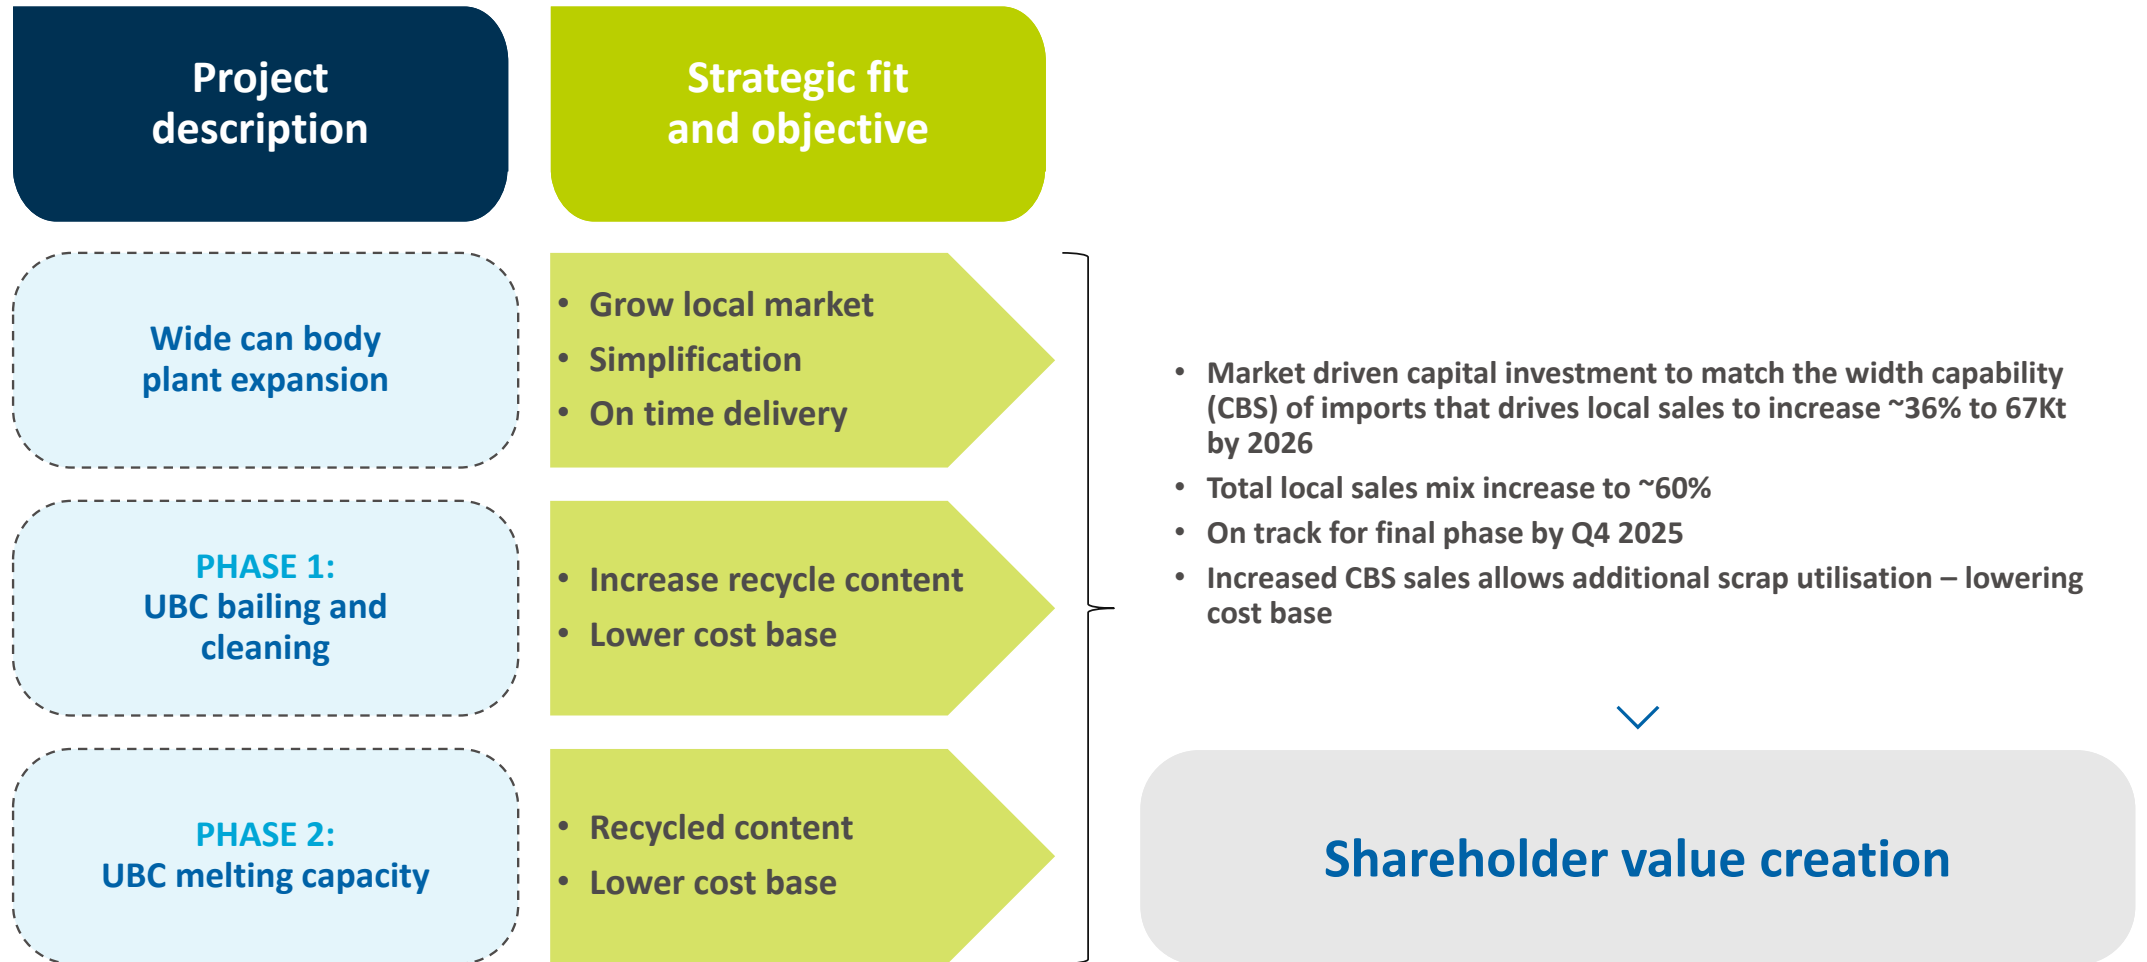 Project
description
Strategic fit
and objective
Wide can body
plant expansion
• Grow local market
• Simplification
• On time delivery
PHASE 1:
UBC bailing and
cleaning
• Increase recycle content
• Lower cost base
PHASE 2:
UBC melting capacity
• Recycled content
• Lower cost base
• Market driven capital investment to match the width capability
(CBS) of imports that drives local sales to increase ~36% to 67Kt
by 2026
• Total local sales mix increase to ~60%
• On track for final phase by Q4 2025
• Increased CBS sales allows additional scrap utilisation – lowering
cost base
Shareholder value creation